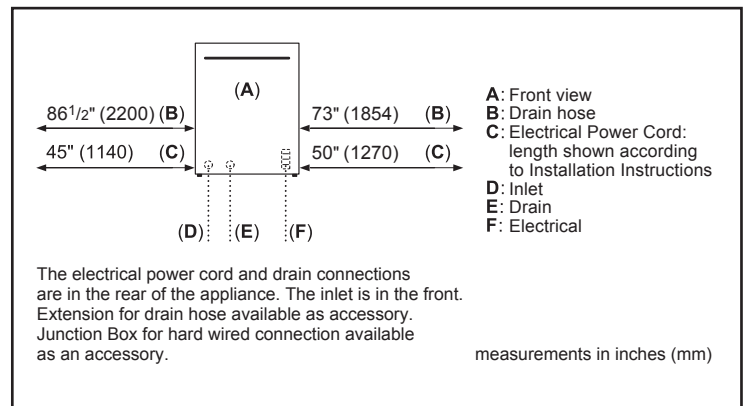 (A)
86 1/2" (2200) (B)
73" (1854) (B)
45" (1140) (C)
50" (1270) (C)
(D) (E) (F)
A: Front view
B: Drain hose
C: Electrical Power Cord:
length shown according
to Installation Instructions
D: Inlet
E: Drain
F: Electrical
The electrical power cord and drain connections
are in the rear of the appliance. The inlet is in the front.
Extension for drain hose available as accessory.
Junction Box for hard wired connection available
as an accessory.
measurements in inches (mm)